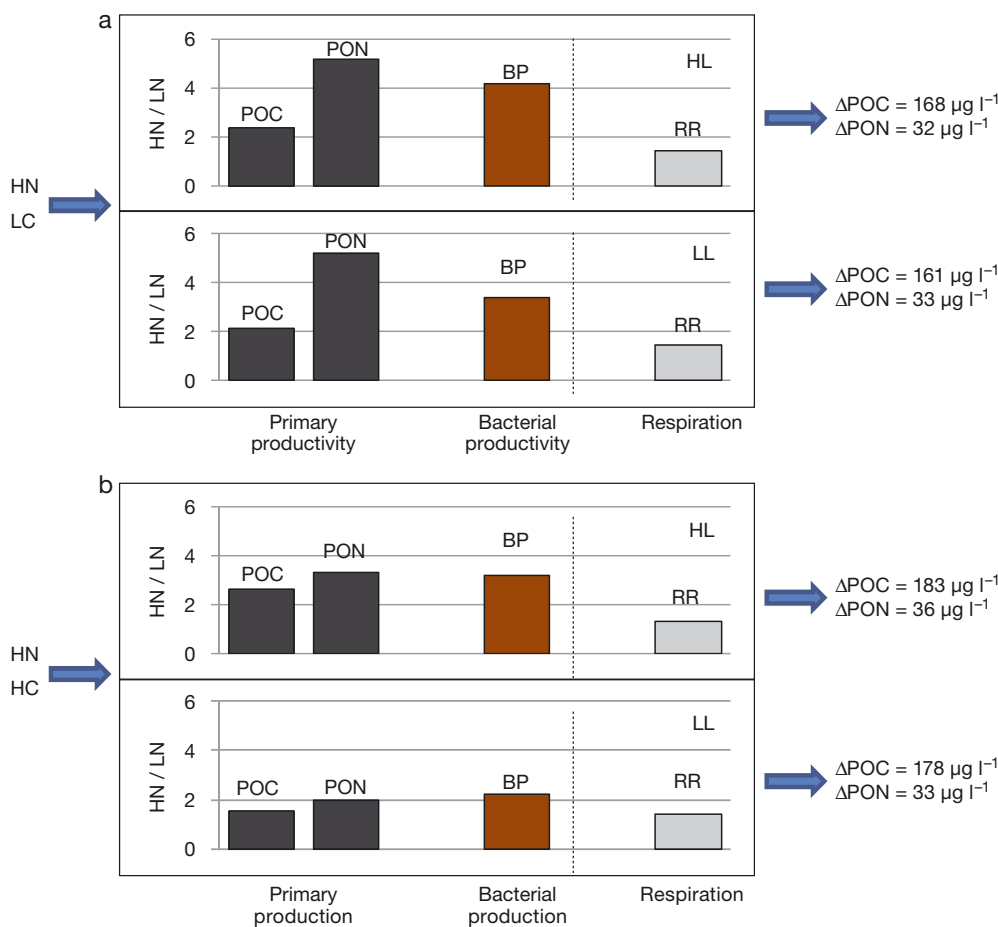 a
HN
LC
HN / LN
6
4
2
0
POC
PON
BP
RR
HL
ΔPOC = 168 µg l⁻¹
ΔPON = 32 µg l⁻¹
HN / LN
6
4
2
0
POC
PON
BP
RR
LL
ΔPOC = 161 µg l⁻¹
ΔPON = 33 µg l⁻¹
Primary
productivity
Bacterial
productivity
Respiration
b
HN
HC
HN / LN
6
4
2
0
POC
PON
BP
RR
HL
ΔPOC = 183 µg l⁻¹
ΔPON = 36 µg l⁻¹
HN / LN
6
4
2
0
POC
PON
BP
RR
LL
ΔPOC = 178 µg l⁻¹
ΔPON = 33 µg l⁻¹
Primary
production
Bacterial
production
Respiration